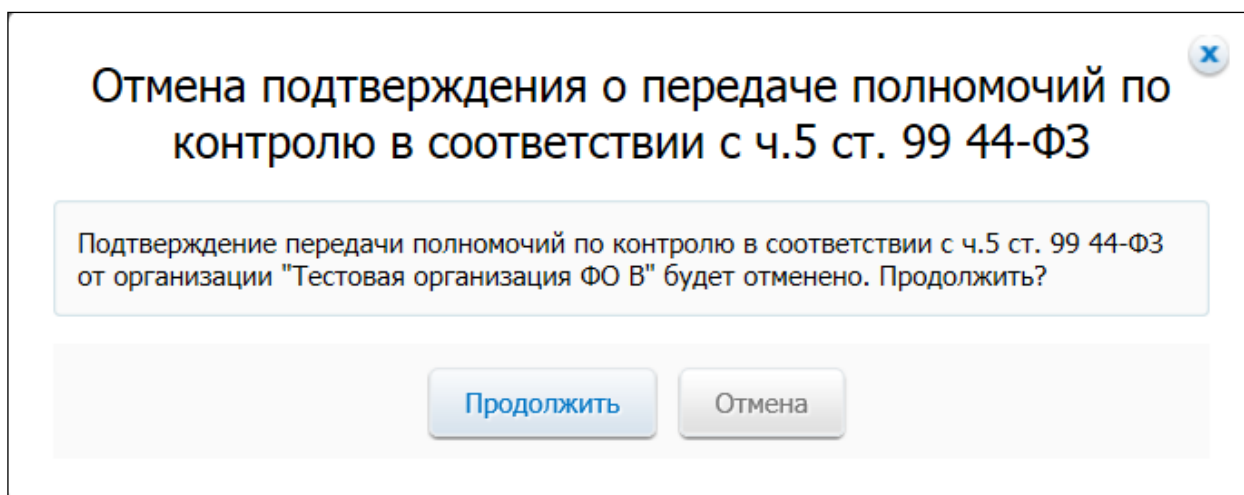 Отмена подтверждения о передаче полномочий по
контролю в соответствии с ч.5 ст. 99 44-ФЗ
Подтверждение передачи полномочий по контролю в соответствии с ч.5 ст. 99 44-ФЗ
от организации "Тестовая организация ФО В" будет отменено. Продолжить?
Продолжить
Отмена